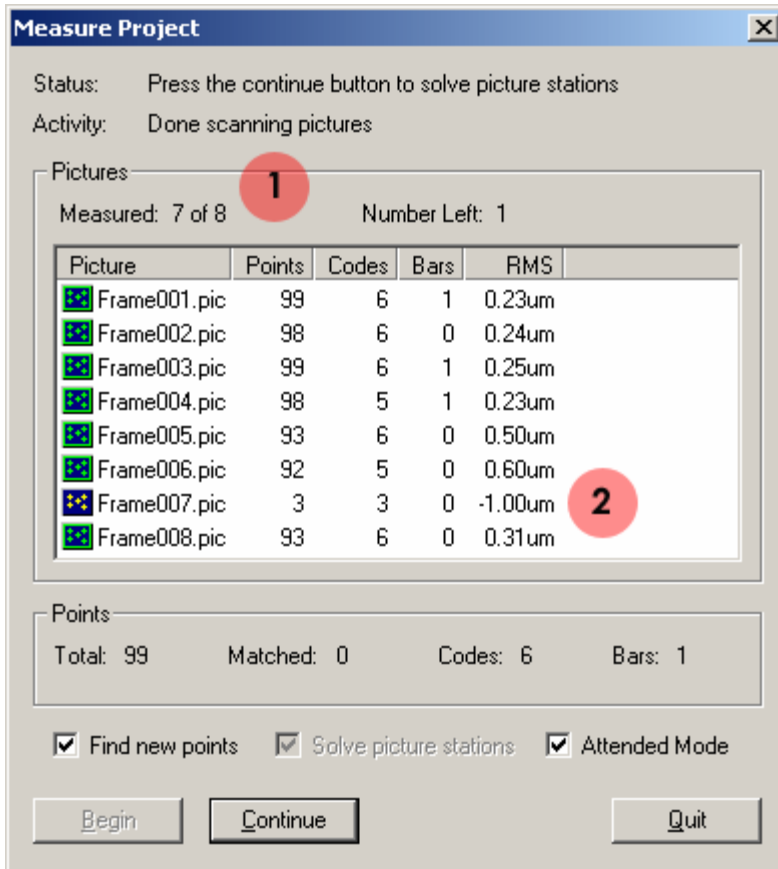 Measure Project
Status: Press the continue button to solve picture stations
Activity: Done scanning pictures
Pictures
1
Measured: 7 of 8 Number Left: 1
Picture Points Codes Bars RMS
Frame001.pic 99 6 1 0.23um
Frame002.pic 98 6 0 0.24um
Frame003.pic 99 6 1 0.25um
Frame004.pic 98 5 1 0.23um
Frame005.pic 93 6 0 0.50um
Frame006.pic 92 5 0 0.60um
Frame007.pic 3 3 0 -1.00um 2
Frame008.pic 93 6 0 0.31um
Points
Total: 99 Matched: 0 Codes: 6 Bars: 1
Find new points Solve picture stations Attended Mode
Begin Continue Quit